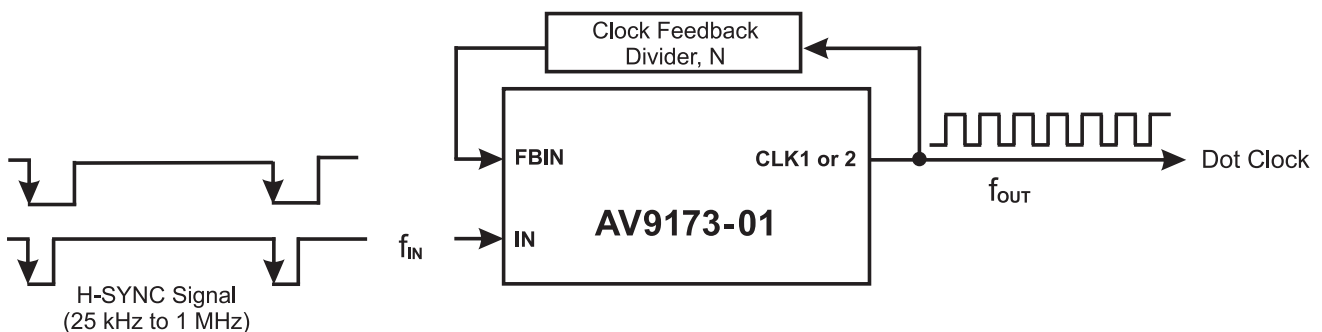 Clock Feedback
Divider, N
FBIN
CLK1 or 2
Dot Clock
fOUT
AV9173-01
fIN
IN
H-SYNC Signal
(25 kHz to 1 MHz)